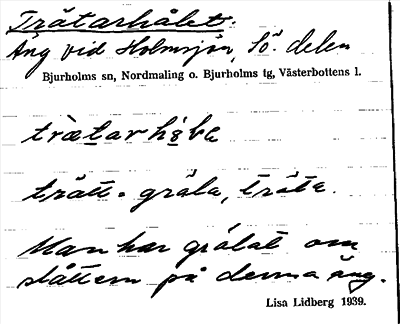 Trätarhålet.
Äng vid Holmsjön, Sö. delen
Bjurholms sn, Nordmaling o. Bjurholms tg, Västerbottens l.
trätt = gräla, träta.
Man har grälat om
slåttern på denna äng.
Lisa Lidberg 1939.